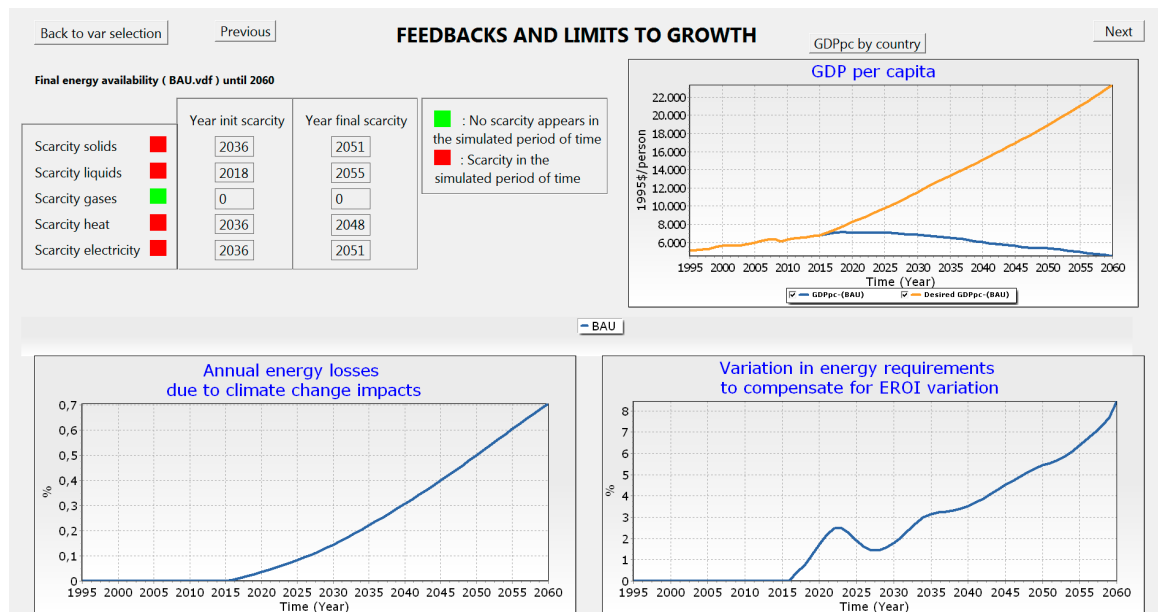 Back to var selection
Previous
FEEDBACKS AND LIMITS TO GROWTH
GDPpc by country
Next
Final energy availability ( BAU.vdf ) until 2060
Year init scarcity
Year final scarcity
Scarcity solids
2036
2051
Scarcity liquids
2018
2055
Scarcity gases
0
0
Scarcity heat
2036
2048
Scarcity electricity
2036
2051
: No scarcity appears in
the simulated period of time
: Scarcity in the
simulated period of time
GDP per capita
1995$/person
22.000
20.000
18.000
16.000
14.000
12.000
10.000
8.000
6.000
1995 2000 2005 2010 2015 2020 2025 2030 2035 2040 2045 2050 2055 2060
Time (Year)
GDPpc-(BAU) Desired GDPpc-(BAU)
BAU
Annual energy losses
due to climate change impacts
%
0,7
0,6
0,5
0,4
0,3
0,2
0,1
0
1995 2000 2005 2010 2015 2020 2025 2030 2035 2040 2045 2050 2055 2060
Time (Year)
Variation in energy requirements
to compensate for EROI variation
%
8
7
6
5
4
3
2
1
0
1995 2000 2005 2010 2015 2020 2025 2030 2035 2040 2045 2050 2055 2060
Time (Year)